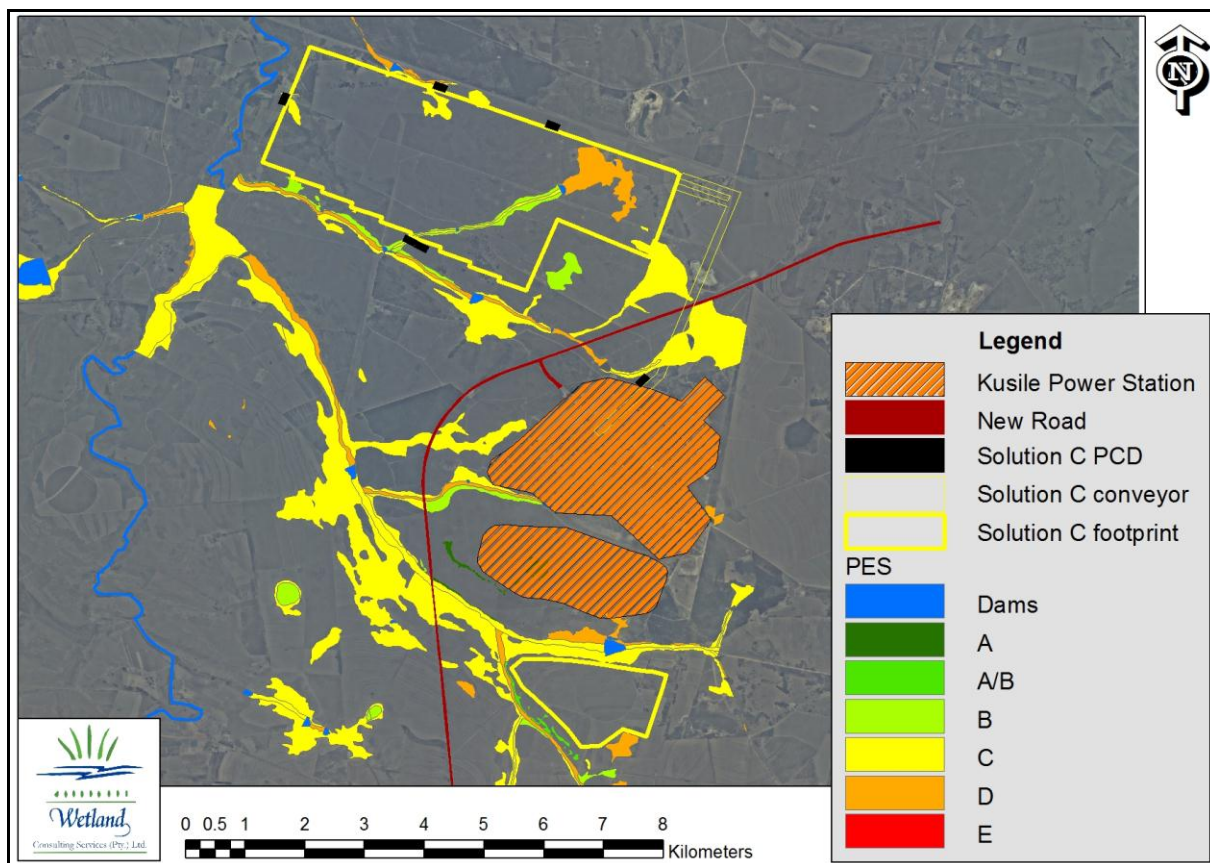 N
Legend
Kusile Power Station
New Road
Solution C PCD
Solution C conveyor
Solution C footprint
PES
Dams
A
A/B
B
C
D
E
Wetland
Consulting Services (Pty.) Ltd.
0 0.5 1 2 3 4 5 6 7 8
Kilometers